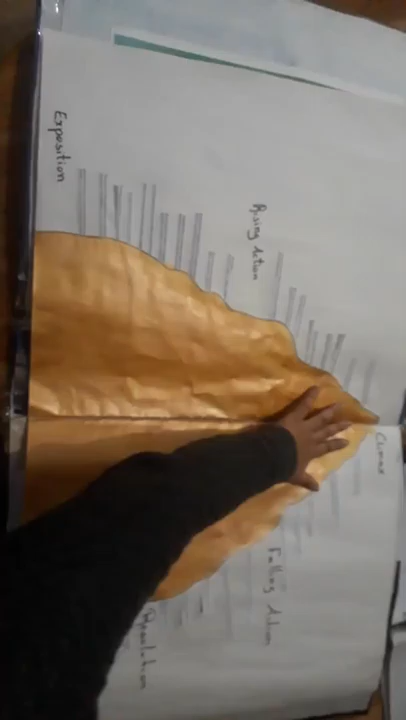 Exposition
Rising Action
Climax
Falling Action
Resolution